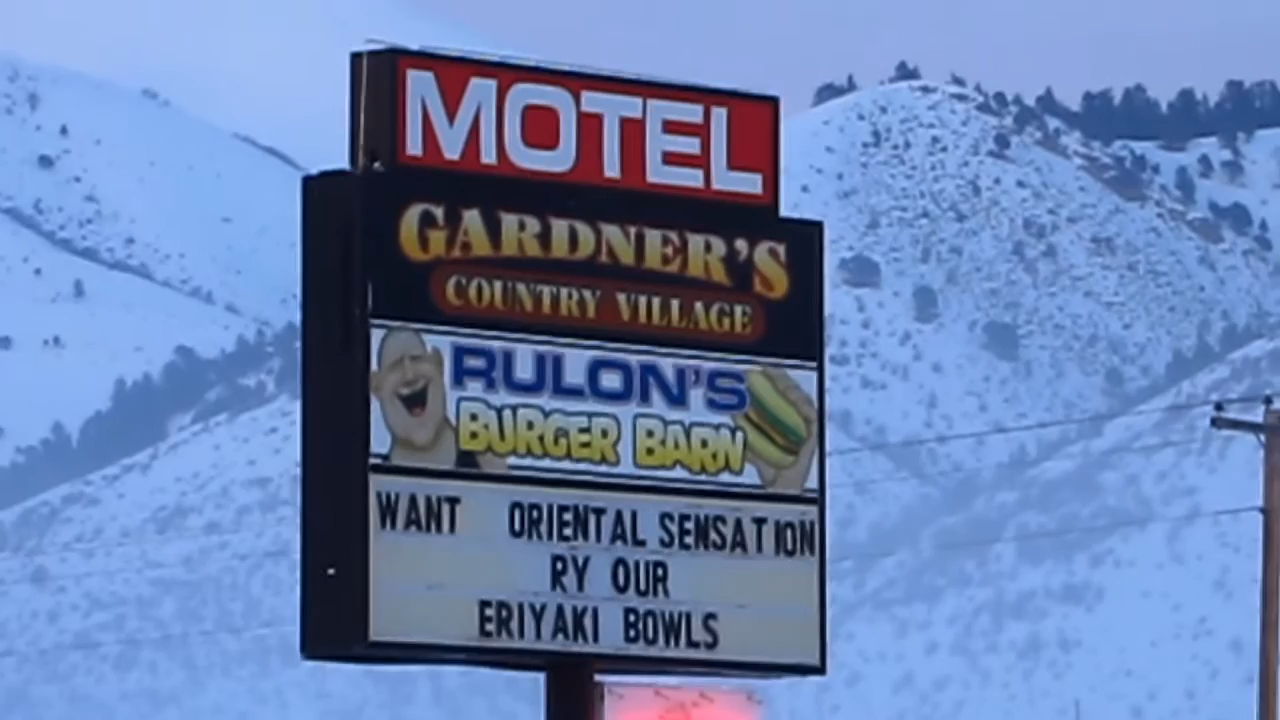 MOTEL
GARDNER'S
COUNTRY VILLAGE
RULON'S
BURGER BARN
WANT ORIENTAL SENSATION
RY OUR
ERIYAKI BOWLS